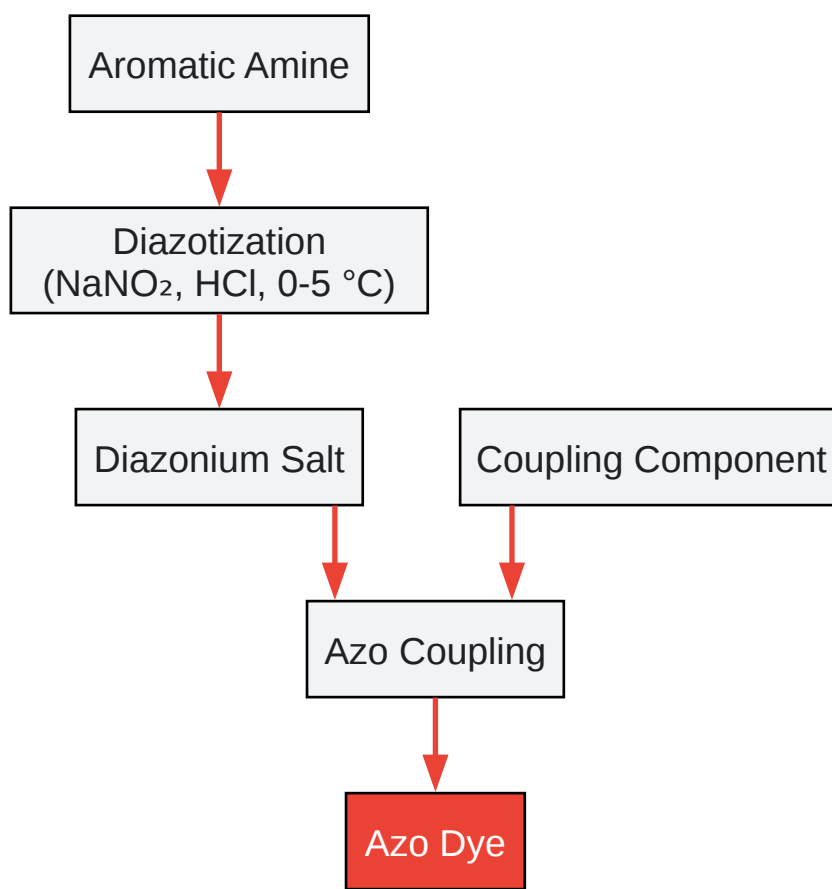 Aromatic Amine
Diazotization
(NaNO₂, HCl, 0-5 °C)
Diazonium Salt
Coupling Component
Azo Coupling
Azo Dye